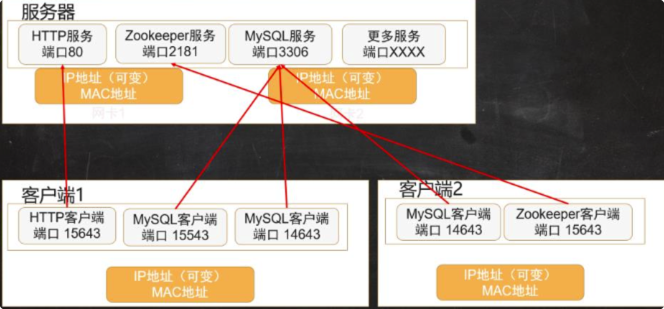 服务器
HTTP服务
端口80
Zookeeper服务
端口2181
MySQL服务
端口3306
更多服务
端口XXXX
IP地址（可变）
MAC地址
网卡1
IP地址（可变）
MAC地址
客户端1
HTTP客户端
端口 15643
MySQL客户端
端口 15543
MySQL客户端
端口 14643
IP地址（可变）
MAC地址
客户端2
MySQL客户端
端口 14643
Zookeeper客户端
端口 15643
IP地址（可变）
MAC地址